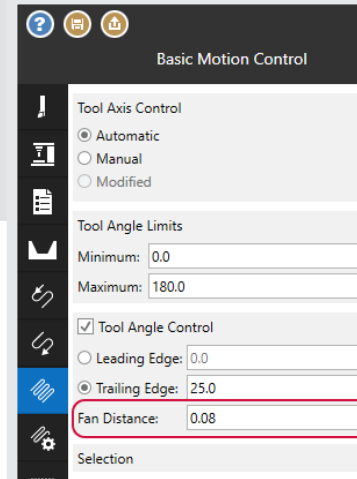 ?
Basic Motion Control
Tool Axis Control
Automatic
Manual
Modified
Tool Angle Limits
Minimum: 0.0
Maximum: 180.0
Tool Angle Control
Leading Edge: 0.0
Trailing Edge: 25.0
Fan Distance: 0.08
Selection